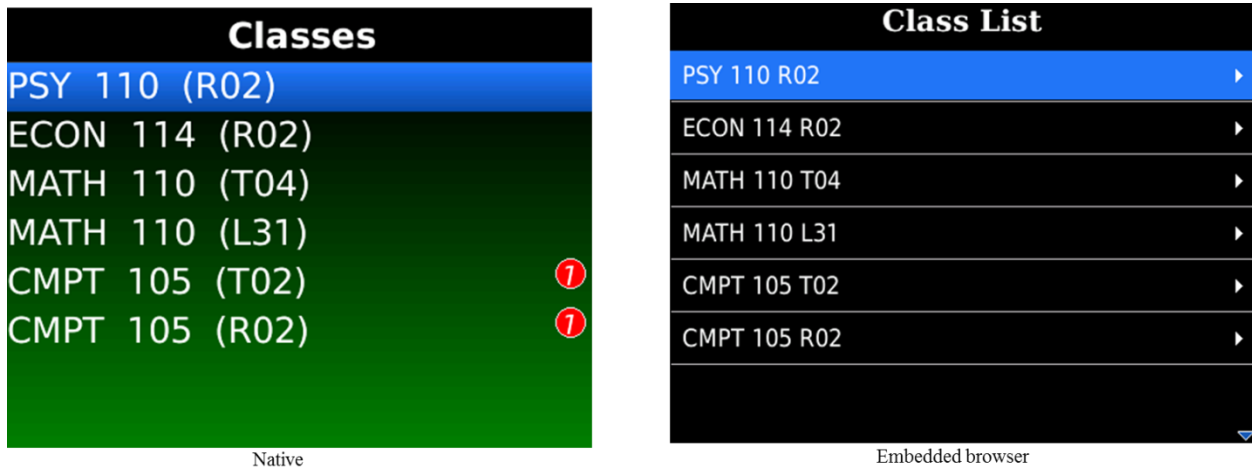 Classes
PSY 110 (R02)
ECON 114 (R02)
MATH 110 (T04)
MATH 110 (L31)
CMPT 105 (T02) 1
CMPT 105 (R02) 1
Native
Class List
PSY 110 R02
ECON 114 R02
MATH 110 T04
MATH 110 L31
CMPT 105 T02
CMPT 105 R02
Embedded browser